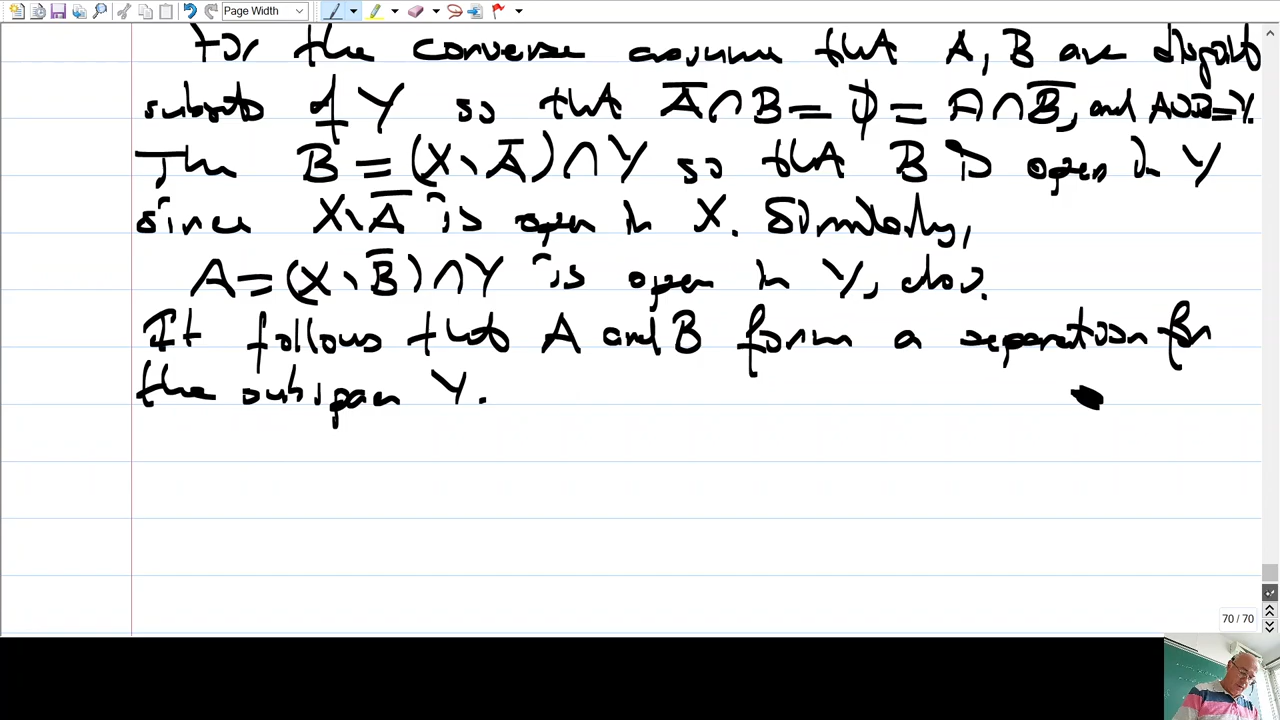 Page Width
For the converse assume that A, B are disjoint
subsets of Y so that A̅∩B = ∅ = A∩B̅, and A∪B=Y.
Then B = (X∖A̅)∩Y so that B is open in Y
since X∖A̅ is open in X. Similarly,
A = (X∖B̅)∩Y is open in Y, also.
It follows that A and B form a separation for
the subspace Y.
70 / 70